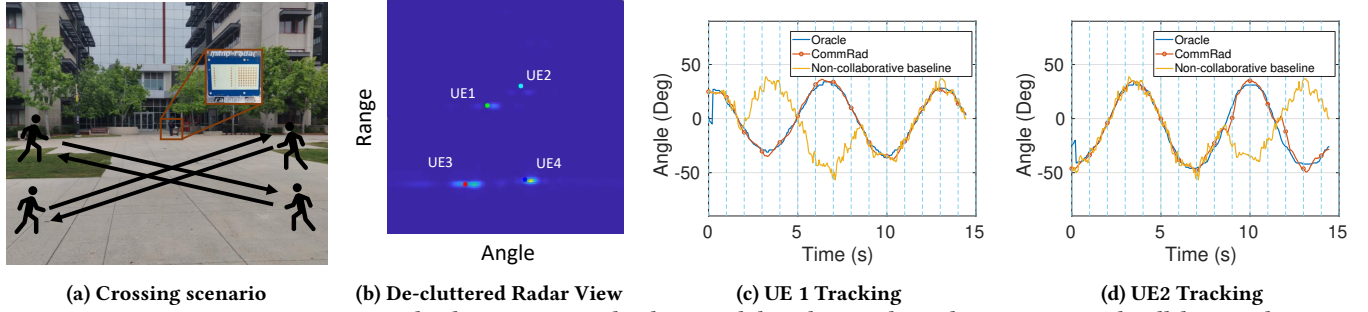 UE1
UE2
UE3
UE4
Range
Angle
Oracle
CommRad
Non-collaborative baseline
Angle (Deg)
50
0
-50
0
5
10
15
Time (s)
Oracle
CommRad
Non-collaborative baseline
Angle (Deg)
50
0
-50
0
5
10
15
Time (s)
(a) Crossing scenario
(b) De-cluttered Radar View
(c) UE 1 Tracking
(d) UE2 Tracking